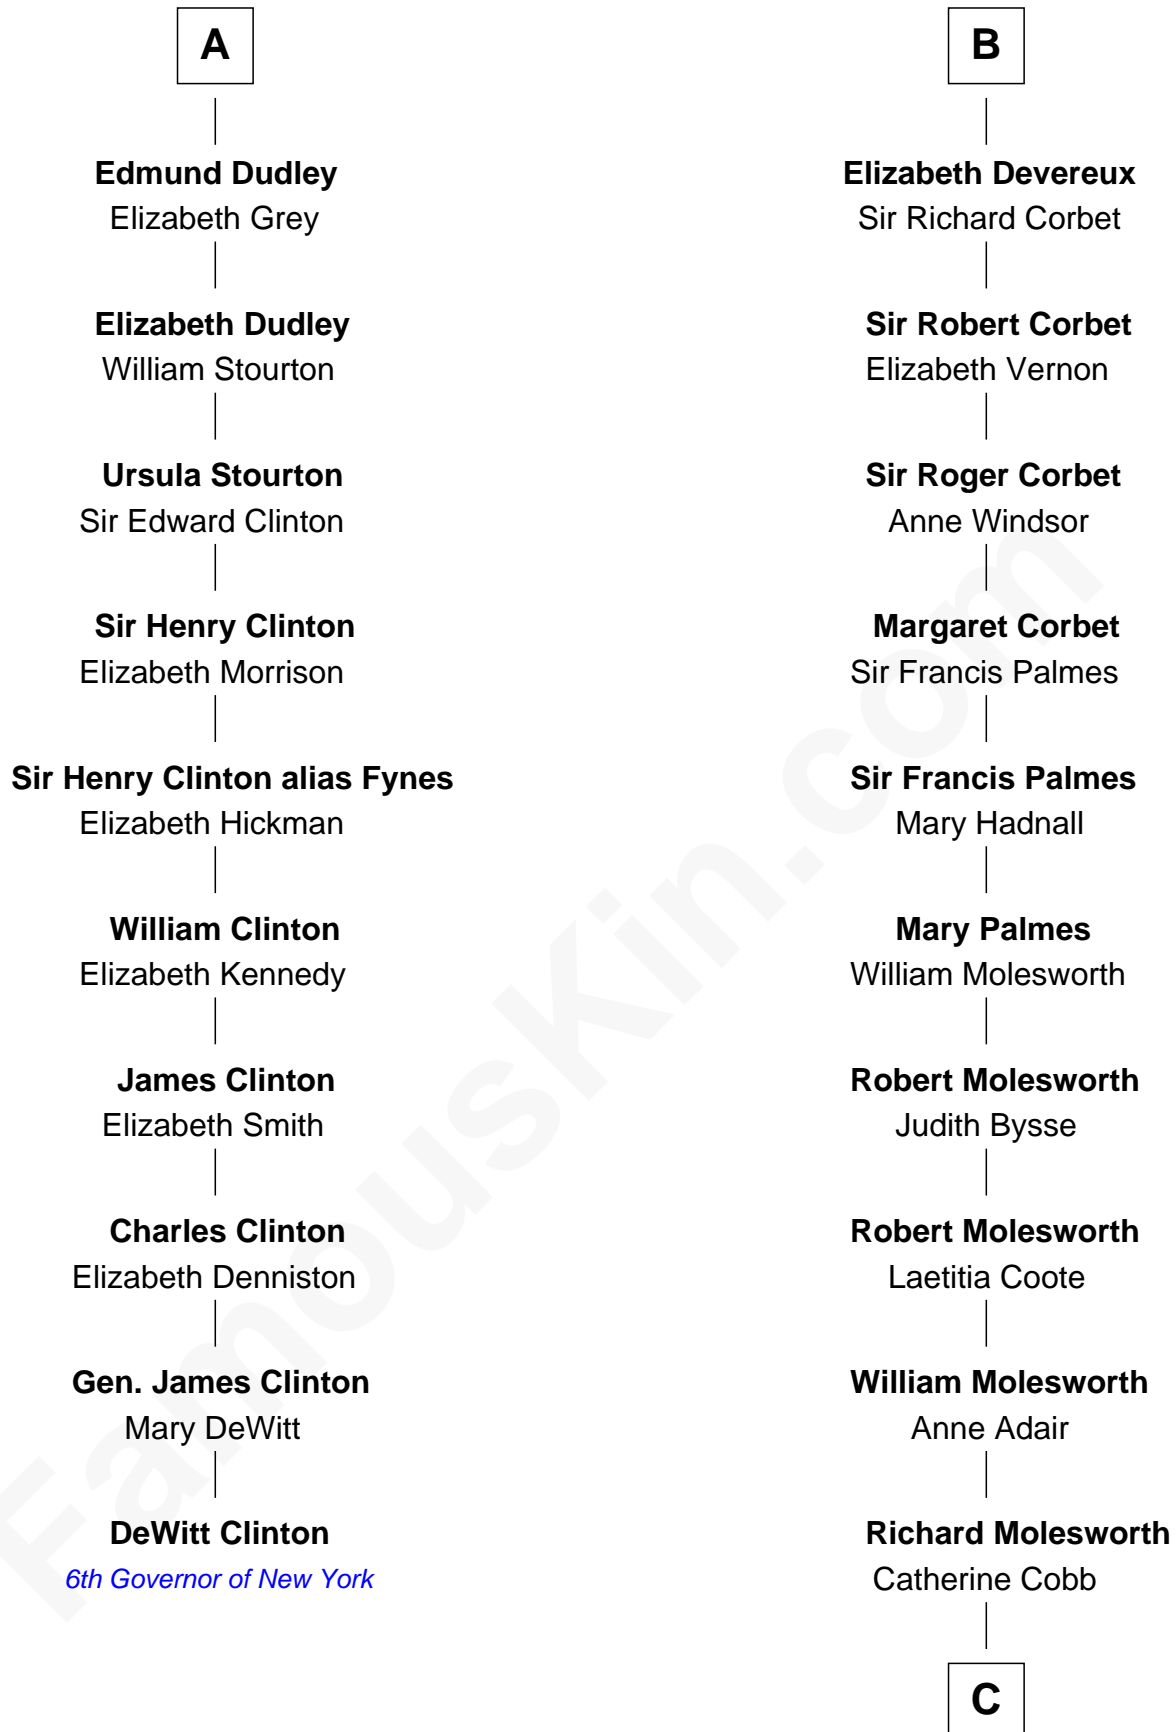 A
Edmund Dudley
Elizabeth Grey
Elizabeth Dudley
William Stourton
Ursula Stourton
Sir Edward Clinton
Sir Henry Clinton
Elizabeth Morrison
Sir Henry Clinton alias Fynes
Elizabeth Hickman
William Clinton
Elizabeth Kennedy
James Clinton
Elizabeth Smith
Charles Clinton
Elizabeth Denniston
Gen. James Clinton
Mary DeWitt
DeWitt Clinton
6th Governor of New York
B
Elizabeth Devereux
Sir Richard Corbet
Sir Robert Corbet
Elizabeth Vernon
Sir Roger Corbet
Anne Windsor
Margaret Corbet
Sir Francis Palmes
Sir Francis Palmes
Mary Hadnall
Mary Palmes
William Molesworth
Robert Molesworth
Judith Bysse
Robert Molesworth
Laetitia Coote
William Molesworth
Anne Adair
Richard Molesworth
Catherine Cobb
C
FamousKin.com